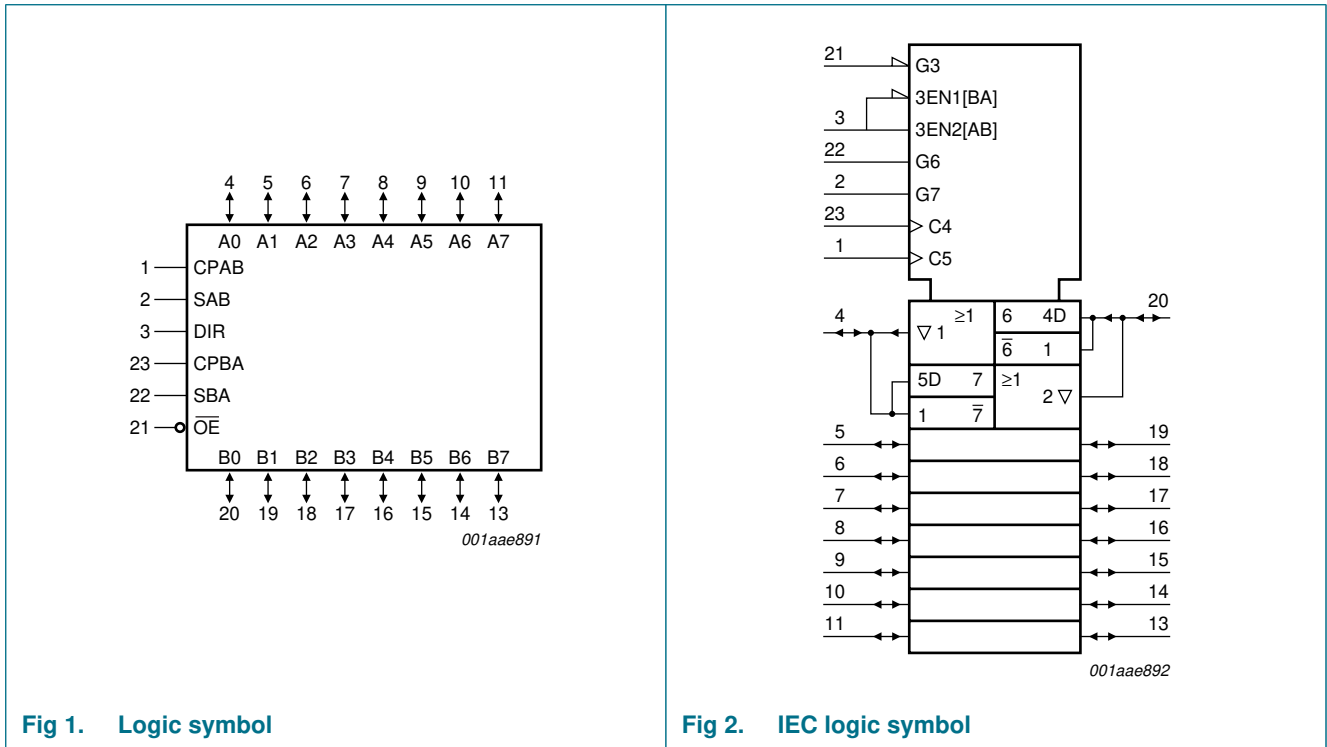 4 5 6 7 8 9 10 11
A0 A1 A2 A3 A4 A5 A6 A7
1 CPAB
2 SAB
3 DIR
23 CPBA
22 SBA
21 O̅E̅
B0 B1 B2 B3 B4 B5 B6 B7
20 19 18 17 16 15 14 13
001aae891
Fig 1. Logic symbol
21 G3
3EN1[BA]
3 3EN2[AB]
22 G6
2 G7
23 C4
1 C5
4 ▽ 1 ≥1 6 4D 20
6̅ 1
5D 7 ≥1
2 ▽
1 7̅
5 19
6 18
7 17
8 16
9 15
10 14
11 13
001aae892
Fig 2. IEC logic symbol